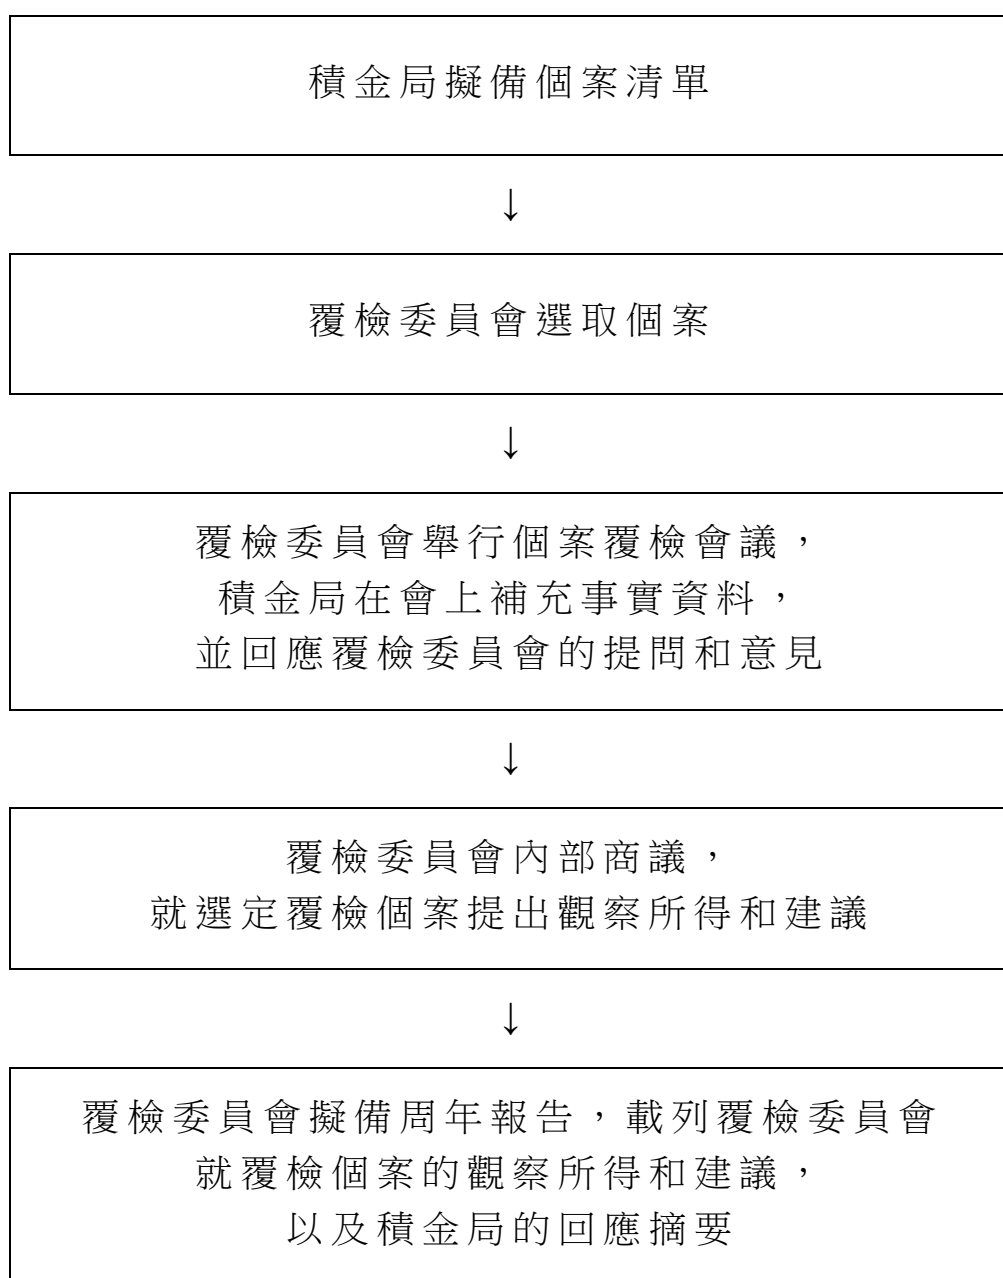 積金局擬備個案清單
↓
覆檢委員會選取個案
↓
覆檢委員會舉行個案覆檢會議，
積金局在會上補充事實資料，
並回應覆檢委員會的提問和意見
↓
覆檢委員會內部商議，
就選定覆檢個案提出觀察所得和建議
↓
覆檢委員會擬備周年報告，載列覆檢委員會
就覆檢個案的觀察所得和建議，
以及積金局的回應摘要